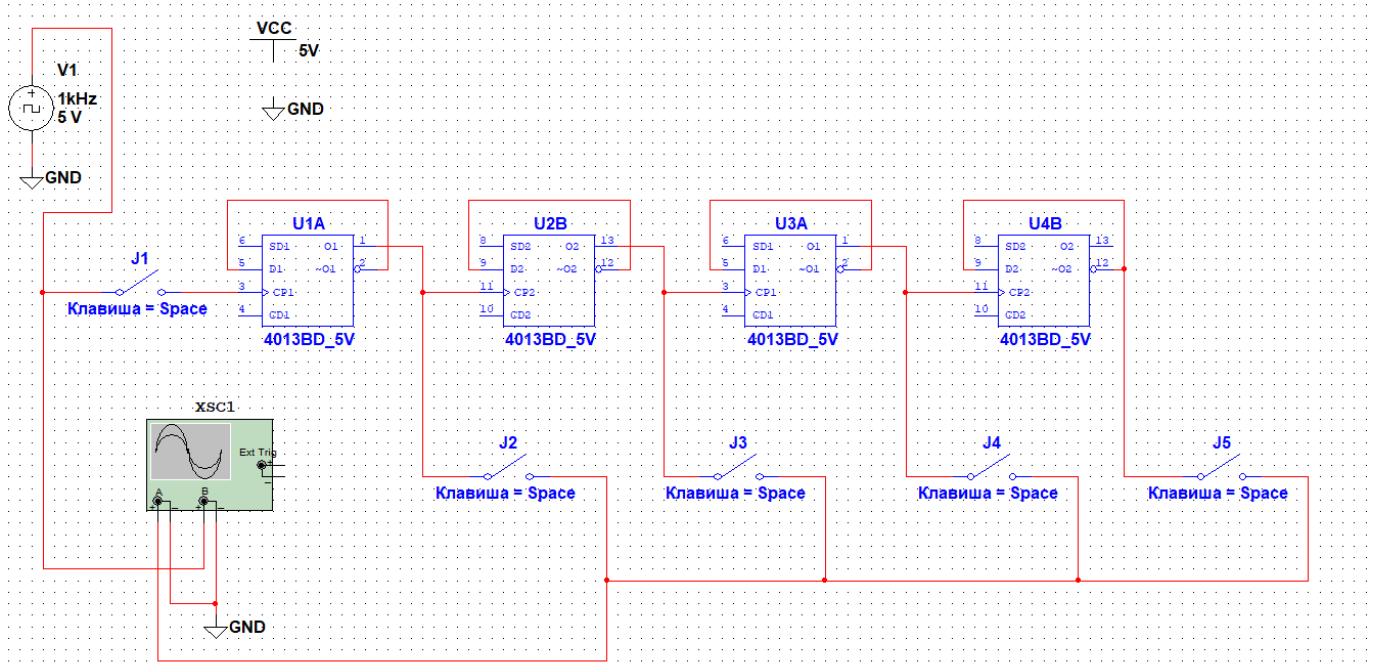 VCC
5V
V1
1kHz
5 V
GND
GND
U1A
6 SD1 O1 1
5 D1 ~O1 2
3 CP1
4 CD1
4013BD_5V
U2B
8 SD2 O2 13
9 D2 ~O2 12
11 CP2
10 CD2
4013BD_5V
U3A
6 SD1 O1 1
5 D1 ~O1 2
3 CP1
4 CD1
4013BD_5V
U4B
8 SD2 O2 13
9 D2 ~O2 12
11 CP2
10 CD2
4013BD_5V
J1
Клавиша = Space
XSC1
Ext Trig
+
−
A
B
+ − + −
GND
J2
Клавиша = Space
J3
Клавиша = Space
J4
Клавиша = Space
J5
Клавиша = Space